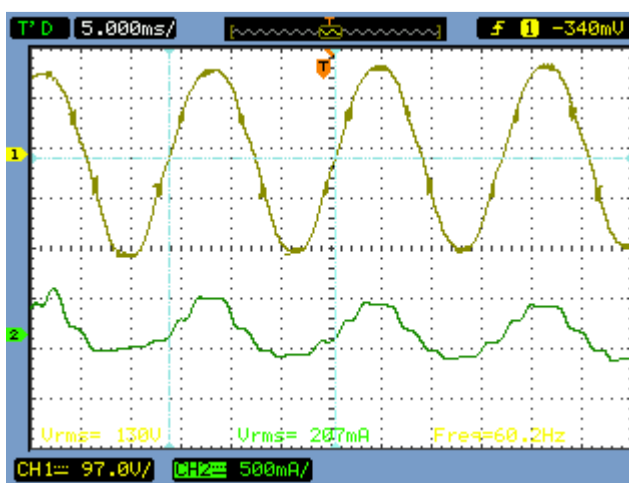 T'D 5.000ms/ 1 -340mV
T
1
2
Vrms= 130V Vrms= 207mA Freq=60.2Hz
CH1 97.0V/ CH2 500mA/